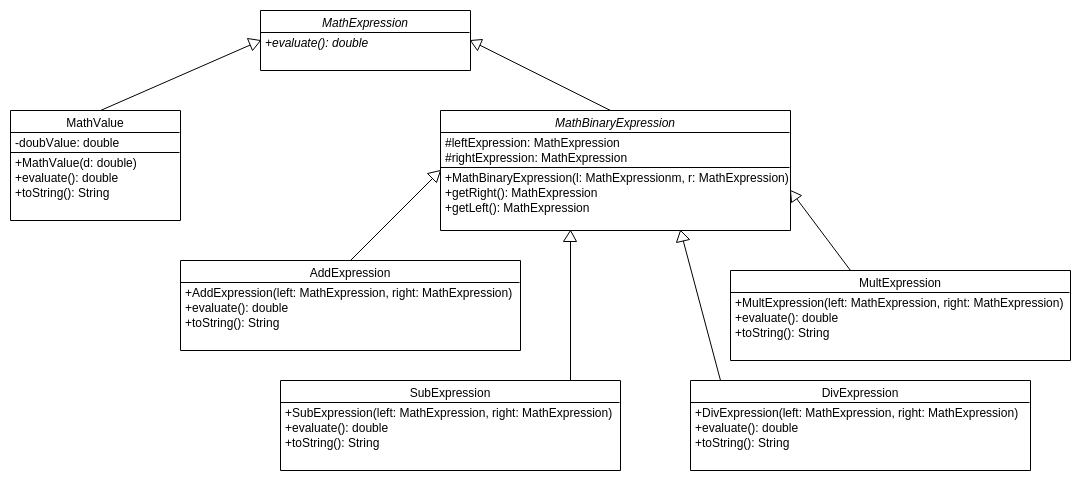 MathExpression
+evaluate(): double
MathValue
-doubValue: double
+MathValue(d: double)
+evaluate(): double
+toString(): String
MathBinaryExpression
#leftExpression: MathExpression
#rightExpression: MathExpression
+MathBinaryExpression(l: MathExpressionm, r: MathExpression)
+getRight(): MathExpression
+getLeft(): MathExpression
AddExpression
+AddExpression(left: MathExpression, right: MathExpression)
+evaluate(): double
+toString(): String
MultExpression
+MultExpression(left: MathExpression, right: MathExpression)
+evaluate(): double
+toString(): String
SubExpression
+SubExpression(left: MathExpression, right: MathExpression)
+evaluate(): double
+toString(): String
DivExpression
+DivExpression(left: MathExpression, right: MathExpression)
+evaluate(): double
+toString(): String